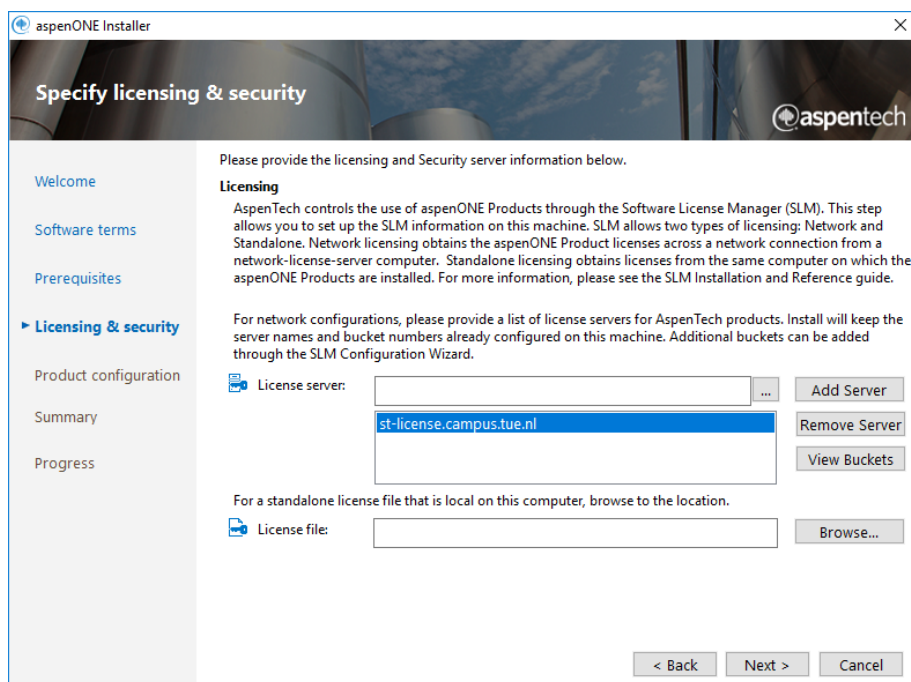 aspenONE Installer
Specify licensing & security
aspentech
Welcome
Software terms
Prerequisites
Licensing & security
Product configuration
Summary
Progress
Please provide the licensing and Security server information below.
Licensing
AspenTech controls the use of aspenONE Products through the Software License Manager (SLM). This step
allows you to set up the SLM information on this machine. SLM allows two types of licensing: Network and
Standalone. Network licensing obtains the aspenONE Product licenses across a network connection from a
network-license-server computer.  Standalone licensing obtains licenses from the same computer on which the
aspenONE Products are installed. For more information, please see the SLM Installation and Reference guide.
For network configurations, please provide a list of license servers for AspenTech products. Install will keep the
server names and bucket numbers already configured on this machine. Additional buckets can be added
through the SLM Configuration Wizard.
License server:
...
Add Server
st-license.campus.tue.nl
Remove Server
View Buckets
For a standalone license file that is local on this computer, browse to the location.
License file:
Browse...
< Back
Next >
Cancel